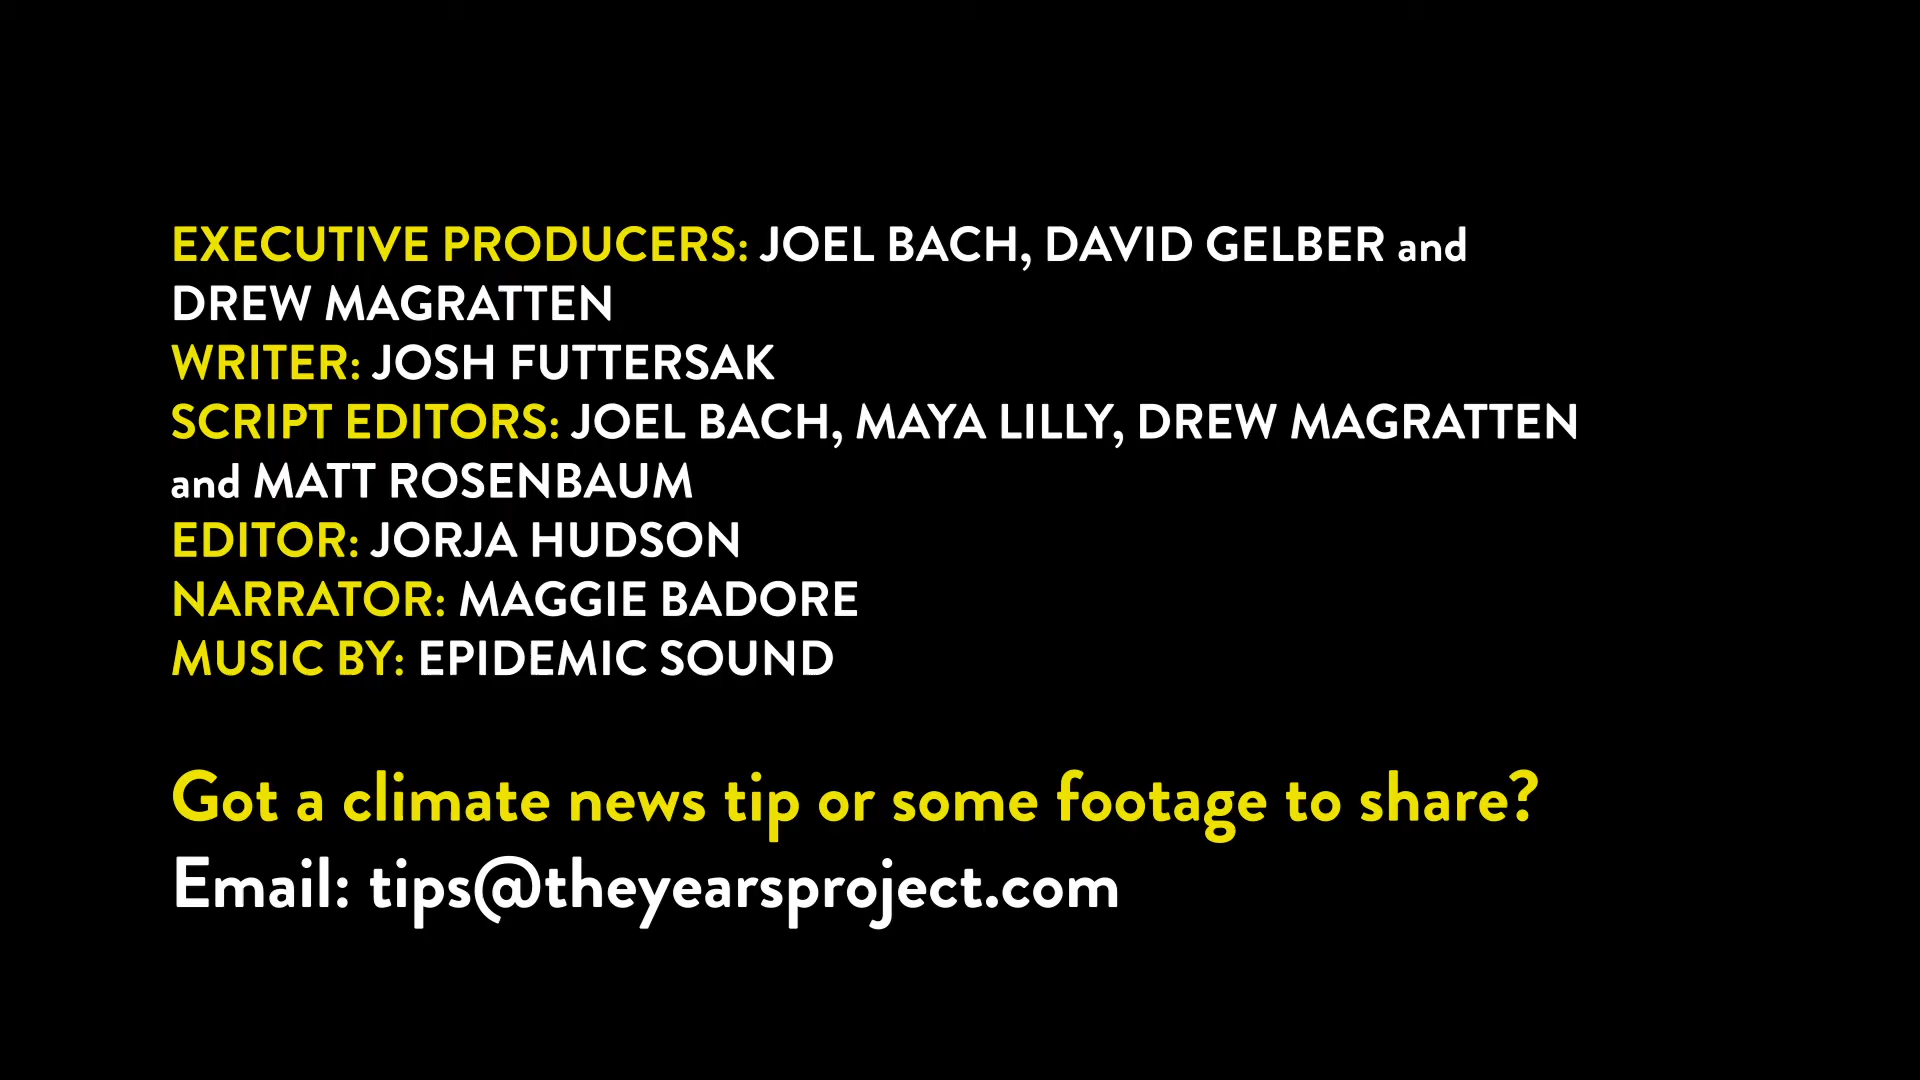 EXECUTIVE PRODUCERS: JOEL BACH, DAVID GELBER and
DREW MAGRATTEN
WRITER: JOSH FUTTERSAK
SCRIPT EDITORS: JOEL BACH, MAYA LILLY, DREW MAGRATTEN
and MATT ROSENBAUM
EDITOR: JORJA HUDSON
NARRATOR: MAGGIE BADORE
MUSIC BY: EPIDEMIC SOUND
Got a climate news tip or some footage to share?
Email: tips@theyearsproject.com